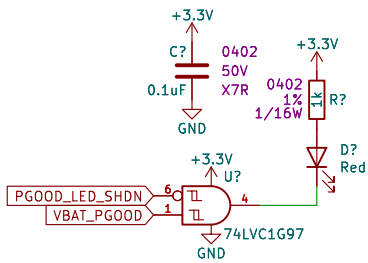 +3.3V
C?
0402
50V
0.1uF
X7R
GND
+3.3V
0402
1%
1/16W
1k
R?
D?
Red
+3.3V
U?
PGOOD_LED_SHDN
6
VBAT_PGOOD
1
4
74LVC1G97
GND